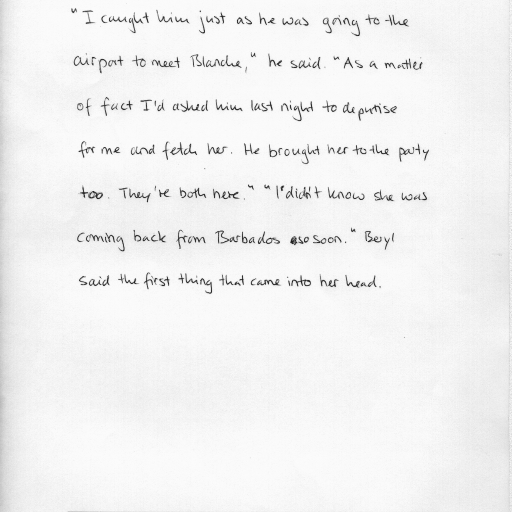 "I caught him just as he was going to the
airport to meet Blanche," he said. "As a matter
of fact I'd asked him last night to deputise
for me and fetch her. He brought her to the party
too. They're both here." "I didn't know she was
coming back from Barbados so soon." Beryl
said the first thing that came into her head.